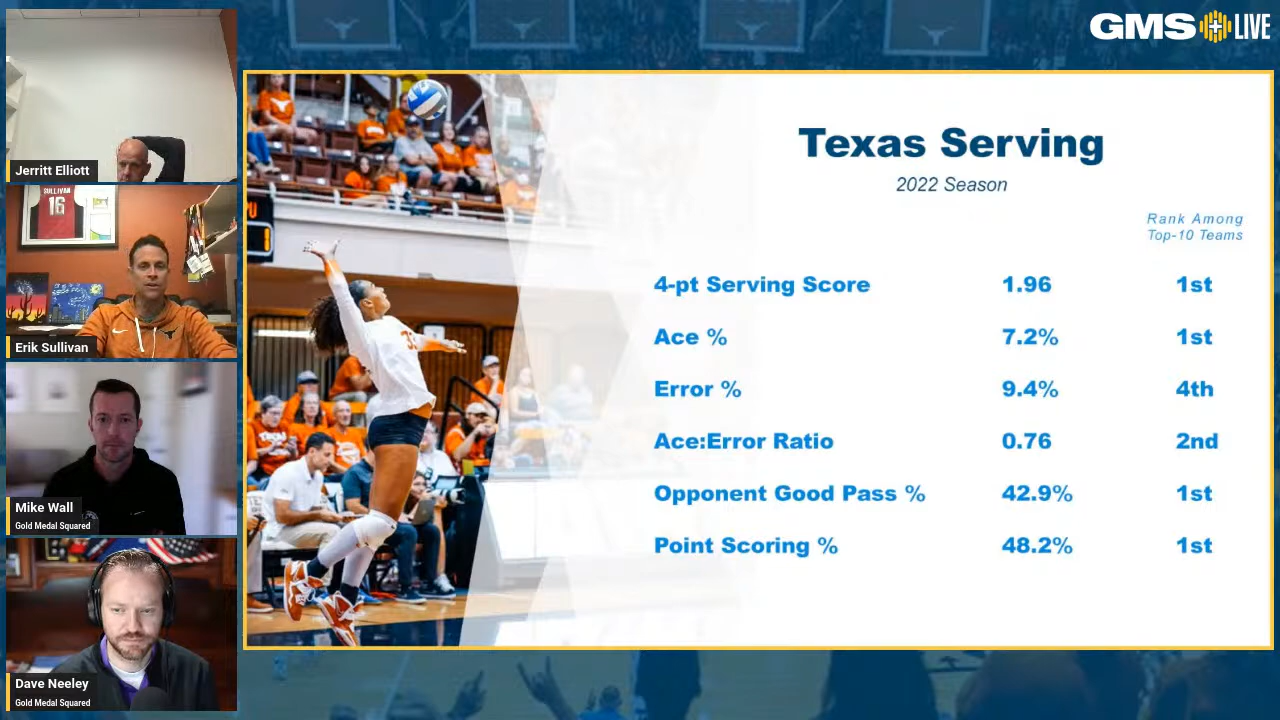 GMS LIVE
Jerritt Elliott
SULLIVAN
16
Erik Sullivan
Mike Wall
Gold Medal Squared
Dave Neeley
Gold Medal Squared
Texas Serving
2022 Season
Rank Among
Top-10 Teams
4-pt Serving Score 1.96 1st
Ace % 7.2% 1st
Error % 9.4% 4th
Ace:Error Ratio 0.76 2nd
Opponent Good Pass % 42.9% 1st
Point Scoring % 48.2% 1st